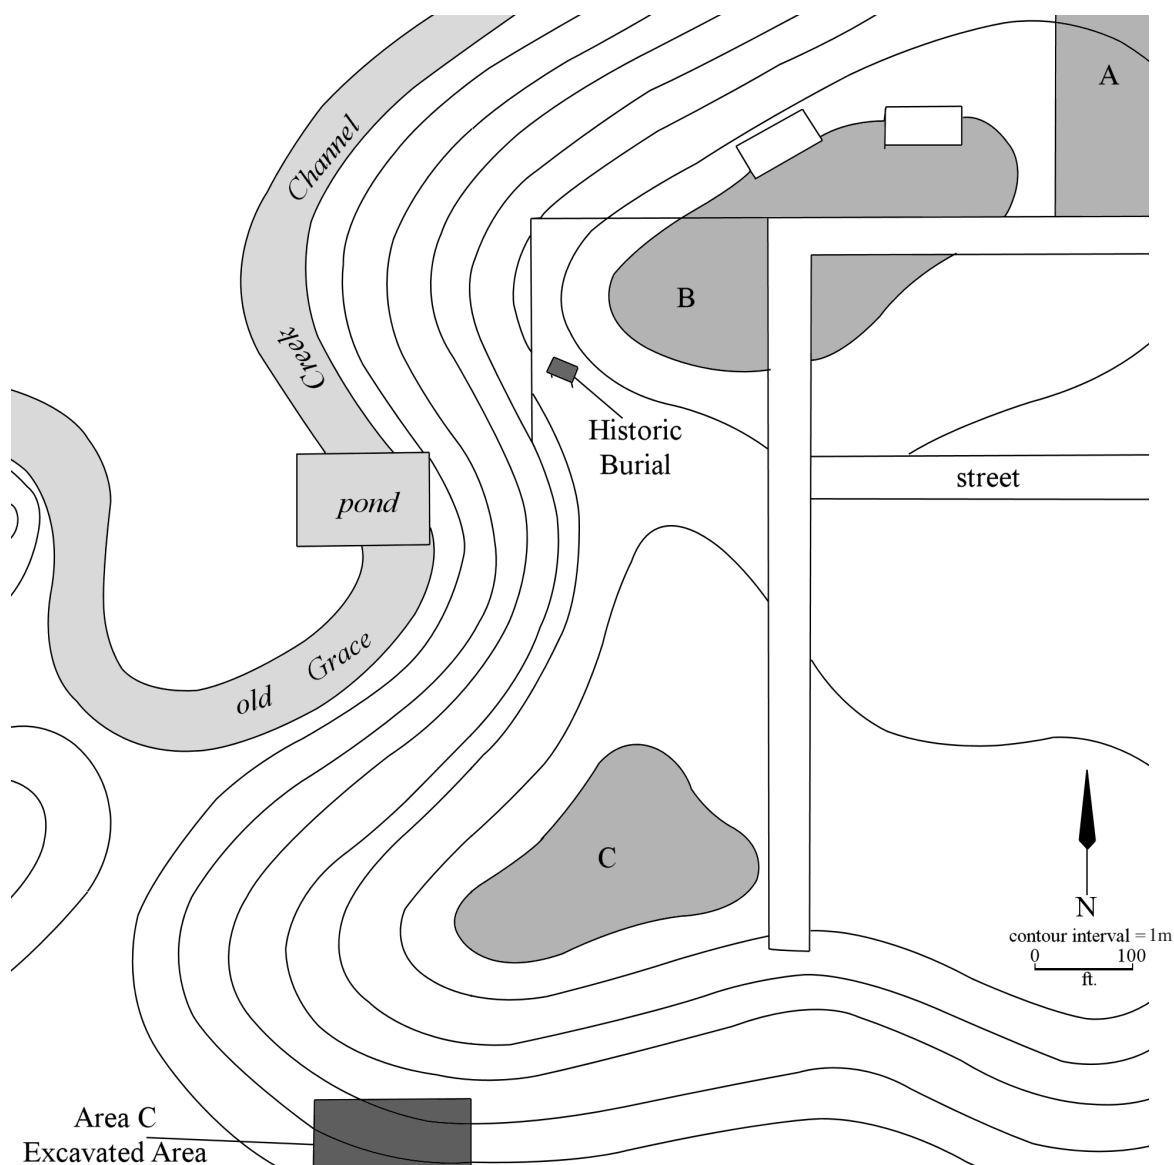 A
Channel
B
Creek
Historic
Burial
street
pond
Grace
old
C
N
contour interval = 1m
0 100
ft.
Area C
Excavated Area